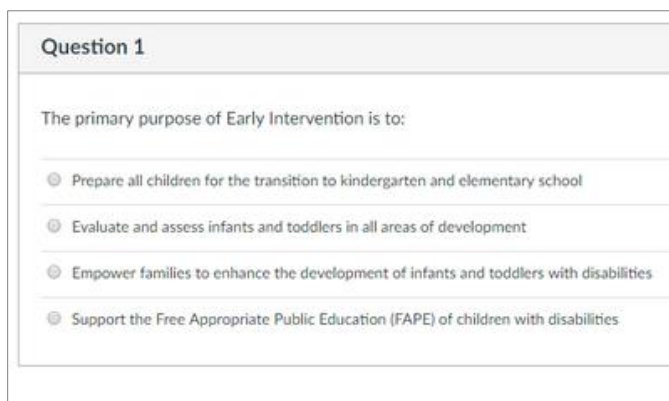 Question 1
The primary purpose of Early Intervention is to:
Prepare all children for the transition to kindergarten and elementary school
Evaluate and assess infants and toddlers in all areas of development
Empower families to enhance the development of infants and toddlers with disabilities
Support the Free Appropriate Public Education (FAPE) of children with disabilities